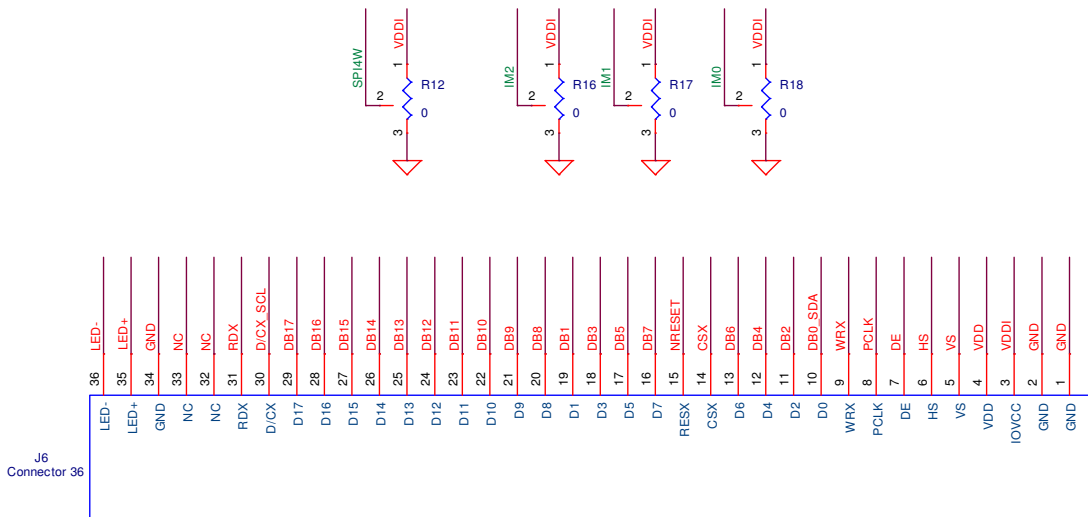 SPI4W
VDDI
1
2
3
R12
0
IM2
VDDI
1
2
3
R16
0
IM1
VDDI
1
2
3
R17
0
IM0
VDDI
1
2
3
R18
0
LED- LED+ GND NC NC RDX D/CX_SCL DB17 DB16 DB15 DB14 DB13 DB12 DB11 DB10 DB9 DB8 DB1 DB3 DB5 DB7 NRESET CSX DB6 DB4 DB2 DB0_SDA WRX PCLK DE HS VS VDD VDDI GND GND
36 35 34 33 32 31 30 29 28 27 26 25 24 23 22 21 20 19 18 17 16 15 14 13 12 11 10 9 8 7 6 5 4 3 2 1
LED- LED+ GND NC NC RDX D/CX D17 D16 D15 D14 D13 D12 D11 D10 D9 D8 D1 D3 D5 D7 RESX CSX D6 D4 D2 D0 WRX PCLK DE HS VS VDD IOVCC GND GND
J6
Connector 36